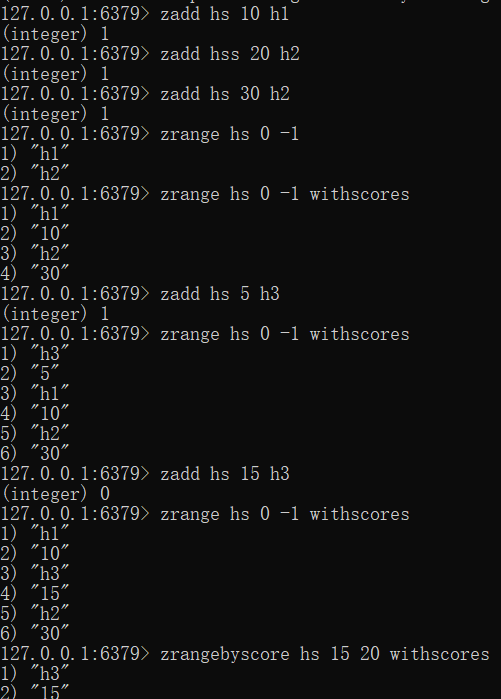 127.0.0.1:6379> zadd hs 10 h1
(integer) 1
127.0.0.1:6379> zadd hss 20 h2
(integer) 1
127.0.0.1:6379> zadd hs 30 h2
(integer) 1
127.0.0.1:6379> zrange hs 0 -1
1) "h1"
2) "h2"
127.0.0.1:6379> zrange hs 0 -1 withscores
1) "h1"
2) "10"
3) "h2"
4) "30"
127.0.0.1:6379> zadd hs 5 h3
(integer) 1
127.0.0.1:6379> zrange hs 0 -1 withscores
1) "h3"
2) "5"
3) "h1"
4) "10"
5) "h2"
6) "30"
127.0.0.1:6379> zadd hs 15 h3
(integer) 0
127.0.0.1:6379> zrange hs 0 -1 withscores
1) "h1"
2) "10"
3) "h3"
4) "15"
5) "h2"
6) "30"
127.0.0.1:6379> zrangebyscore hs 15 20 withscores
1) "h3"
2) "15"